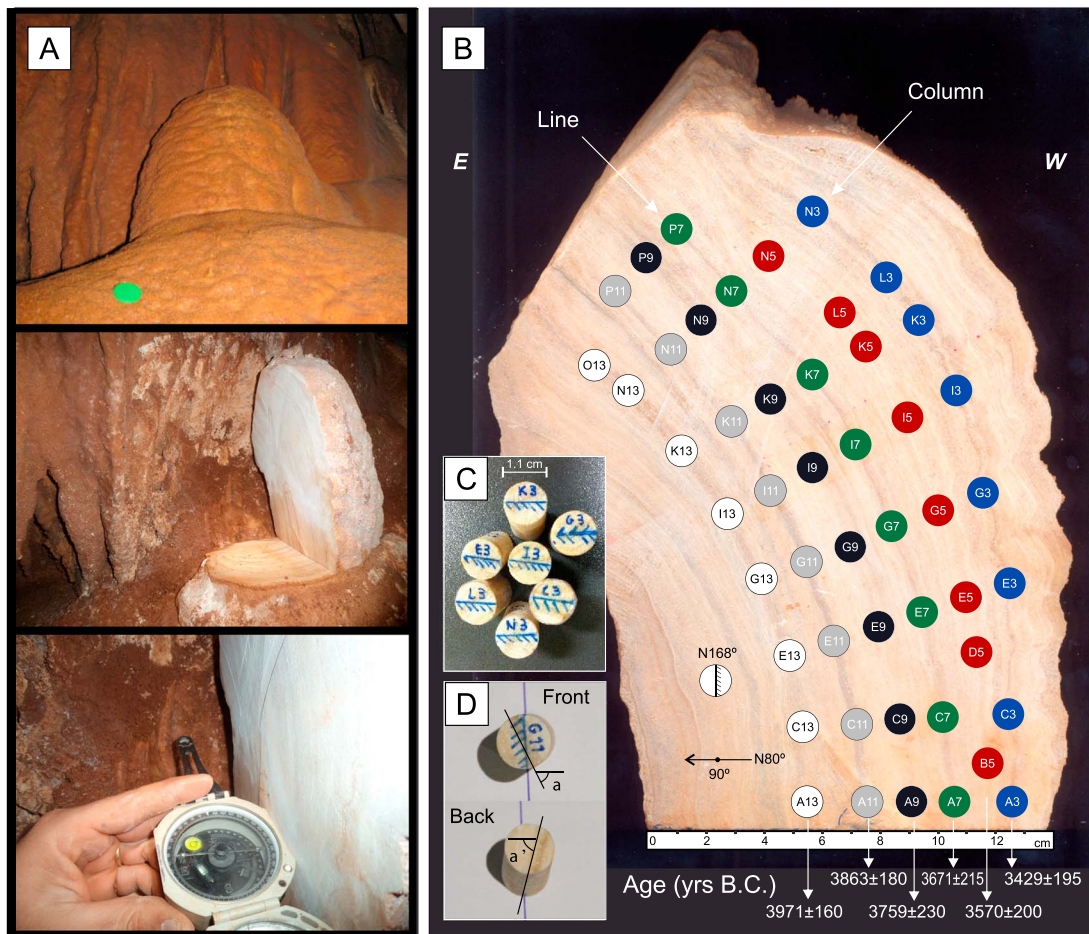 A
B
Line
Column
E
W
N3
P7
N5
P9
L3
P11
N7
L5
N9
K3
N11
K5
O13
K7
N13
I3
K9
I5
K11
I7
K13
I9
I11
G3
I13
G5
G7
G9
G11
G13
E3
E5
E7
E9
E11
E13
D5
N168º
C13
C11
C9
C7
C3
N80º
90º
B5
A13
A11
A9
A7
A3
0 2 4 6 8 10 12 cm
Age (yrs B.C.)
3863±180
3671±215
3429±195
3971±160
3759±230
3570±200
C
1.1 cm
K3
G3
E3
I3
L3
C3
N3
D
Front
G11
a
Back
a'